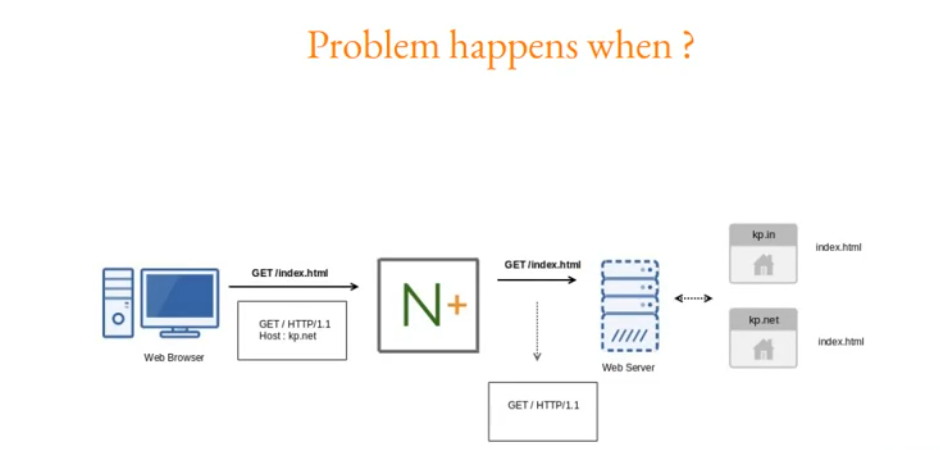 Problem happens when ?
GET /index.html
GET / HTTP/1.1
Host : kp.net
Web Browser
N+
GET /index.html
GET / HTTP/1.1
Web Server
kp.in
index.html
kp.net
index.html